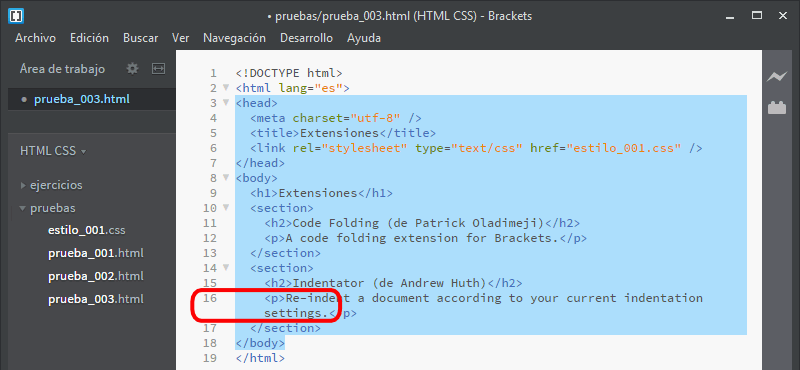 • pruebas/prueba_003.html (HTML CSS) - Brackets
Archivo Edición Buscar Ver Navegación Desarrollo Ayuda
Área de trabajo
• prueba_003.html
HTML CSS
ejercicios
pruebas
estilo_001.css
prueba_001.html
prueba_002.html
prueba_003.html
1 <!DOCTYPE html>
2 <html lang="es">
3 <head>
4 <meta charset="utf-8" />
5 <title>Extensiones</title>
6 <link rel="stylesheet" type="text/css" href="estilo_001.css" />
7 </head>
8 <body>
9 <h1>Extensiones</h1>
10 <section>
11 <h2>Code Folding (de Patrick Oladimeji)</h2>
12 <p>A code folding extension for Brackets.</p>
13 </section>
14 <section>
15 <h2>Indentator (de Andrew Huth)</h2>
16 <p>Re-indent a document according to your current indentation
settings.</p>
17 </section>
18 </body>
19 </html>